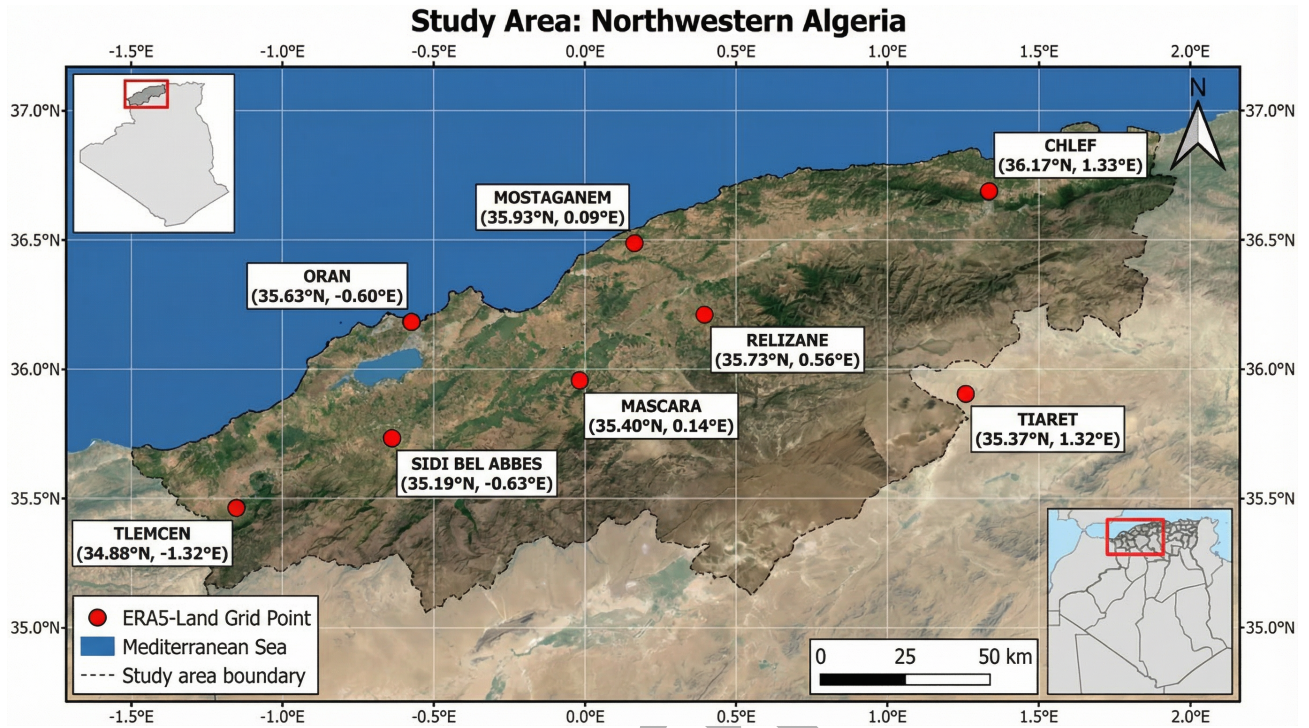 Study Area: Northwestern Algeria
-1.5°E -1.0°E -0.5°E 0.0°E 0.5°E 1.0°E 1.5°E 2.0°E
37.0°N
37.0°N
N
CHLEF
(36.17°N, 1.33°E)
MOSTAGANEM
(35.93°N, 0.09°E)
36.5°N
36.5°N
ORAN
(35.63°N, -0.60°E)
RELIZANE
(35.73°N, 0.56°E)
36.0°N
36.0°N
MASCARA
(35.40°N, 0.14°E)
TIARET
(35.37°N, 1.32°E)
SIDI BEL ABBES
(35.19°N, -0.63°E)
35.5°N
35.5°N
TLEMCEN
(34.88°N, -1.32°E)
ERA5-Land Grid Point
Mediterranean Sea
Study area boundary
35.0°N
35.0°N
0 25 50 km
-1.5°E -1.0°E -0.5°E 0.0°E 0.5°E 1.0°E 1.5°E 2.0°E